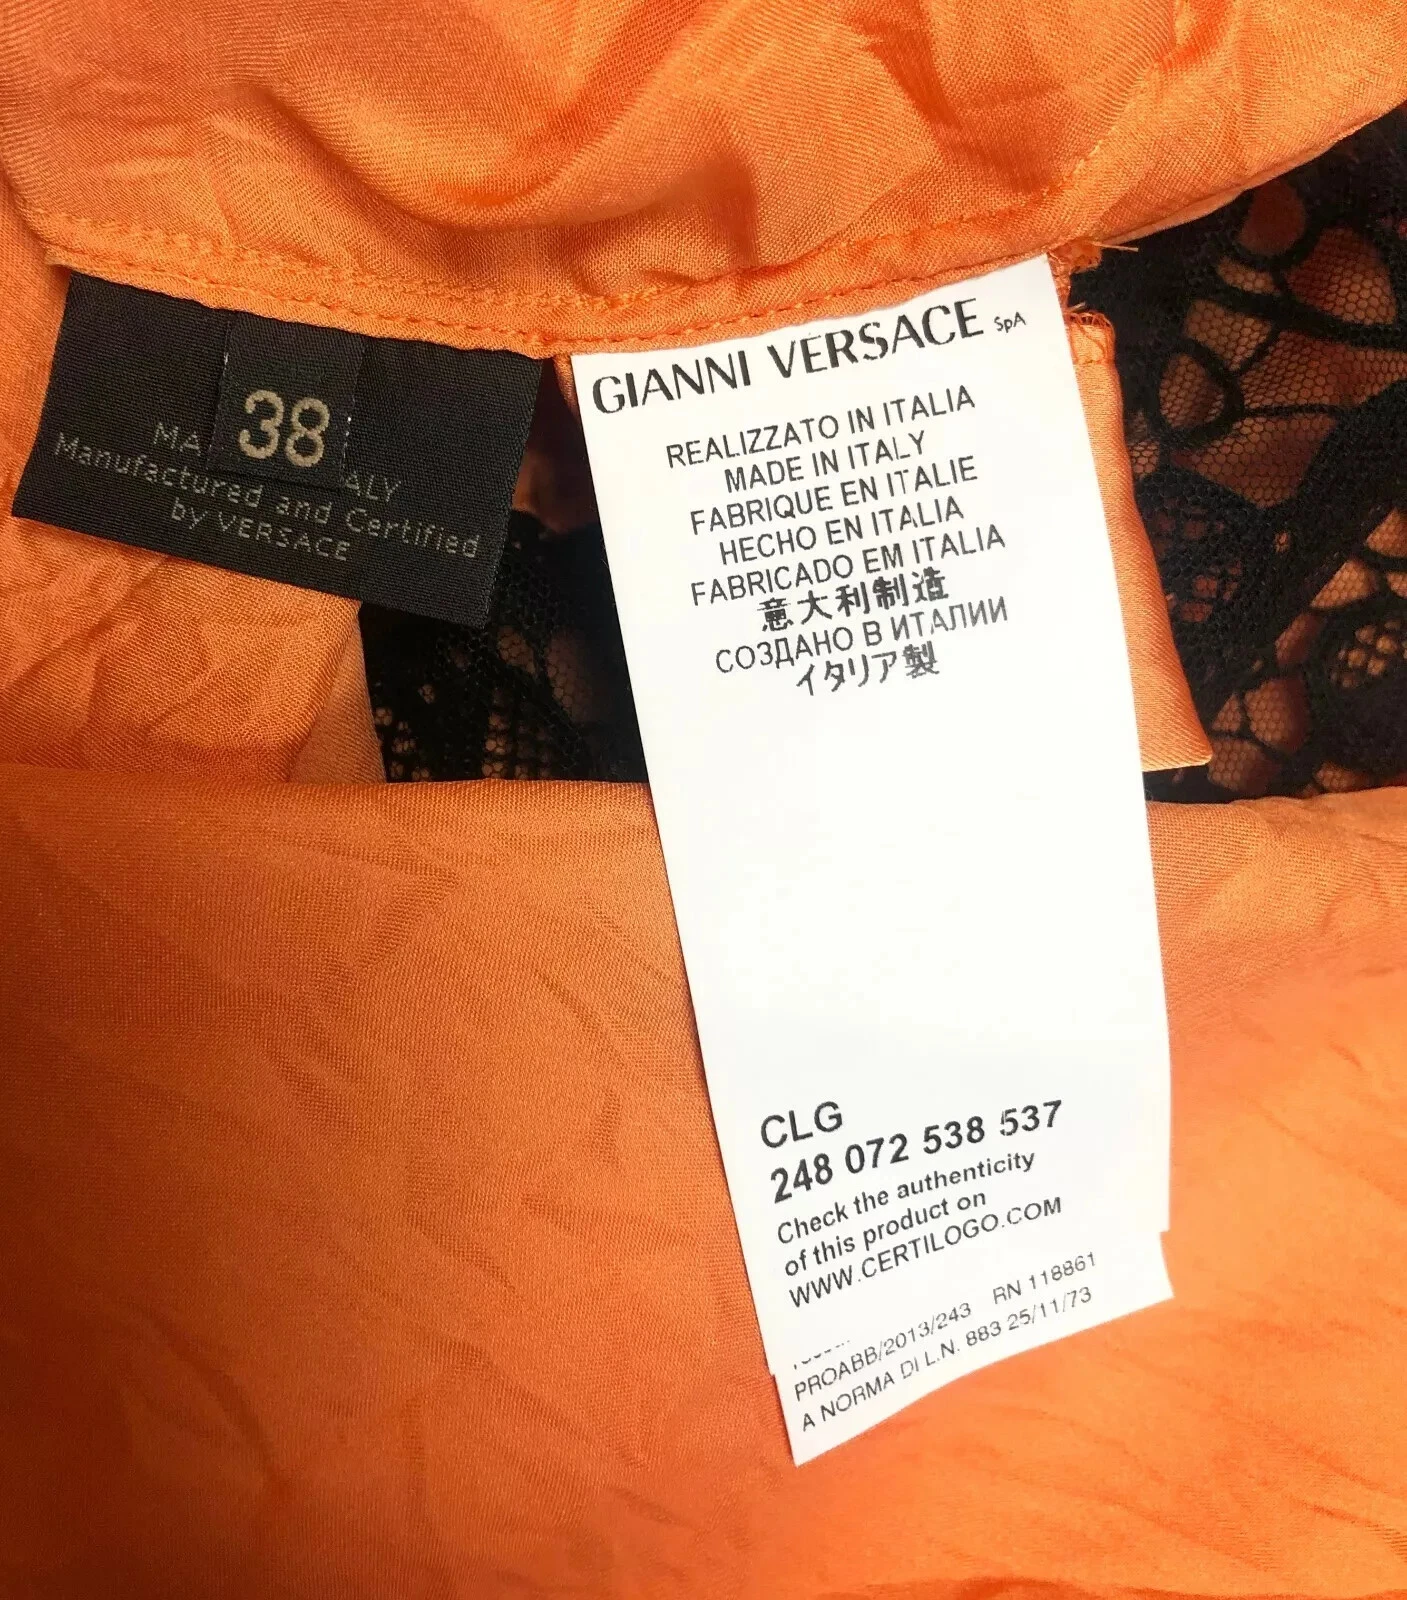 38
MA ALY
Manufactured and Certified
by VERSACE
GIANNI VERSACE SpA
REALIZZATO IN ITALIA
MADE IN ITALY
FABRIQUE EN ITALIE
HECHO EN ITALIA
FABRICADO EM ITALIA
意大利制造
СОЗДАНО В ИТАЛИИ
イタリア製
CLG
248 072 538 537
Check the authenticity
of this product on
WWW.CERTILOGO.COM
PROABB/2013/243 RN 118861
A NORMA DI L.N. 883 25/11/73